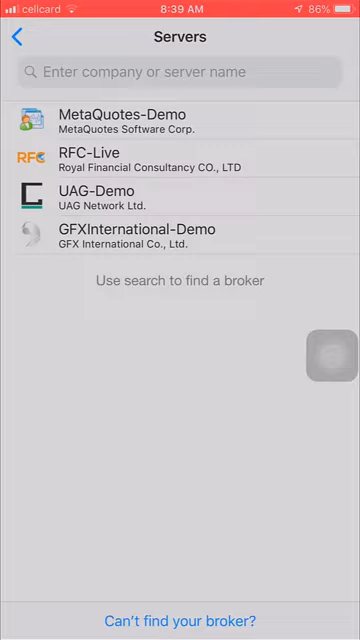 cellcard 8:39 AM 86%
Servers
Enter company or server name
MetaQuotes-Demo
MetaQuotes Software Corp.
RFC
RFC-Live
Royal Financial Consultancy CO., LTD
UAG-Demo
UAG Network Ltd.
GFXInternational-Demo
GFX International Co., Ltd.
Use search to find a broker
Can't find your broker?